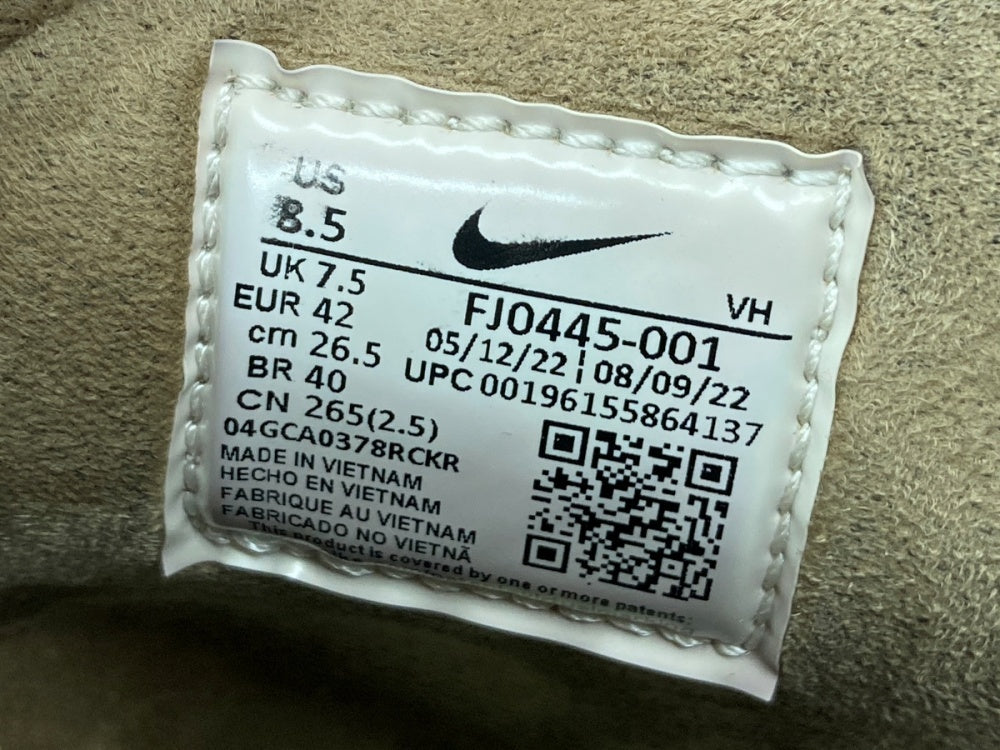 US
8.5
UK 7.5
EUR 42
cm 26.5
BR 40
CN 265(2.5)
04GCA0378RCKR
MADE IN VIETNAM
HECHO EN VIETNAM
FABRIQUE AU VIETNAM
FABRICADO NO VIETNÃ
This product is covered by one or more patents:
VH
FJ0445-001
05/12/22 ¦ 08/09/22
UPC 00196155864137